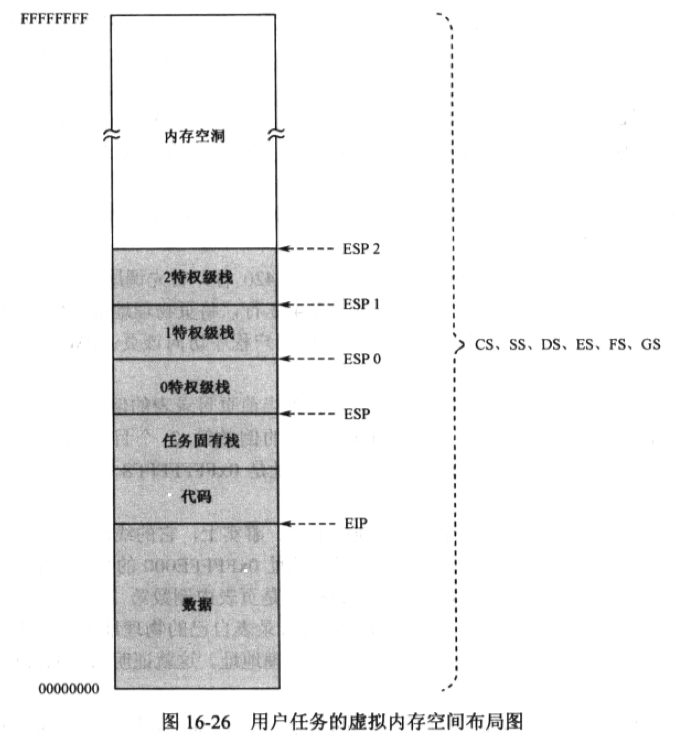 FFFFFFFF
内存空洞
ESP 2
2特权级栈
ESP 1
1特权级栈
CS、SS、DS、ES、FS、GS
ESP 0
0特权级栈
ESP
任务固有栈
代码
EIP
数据
00000000
图 16-26 用户任务的虚拟内存空间布局图